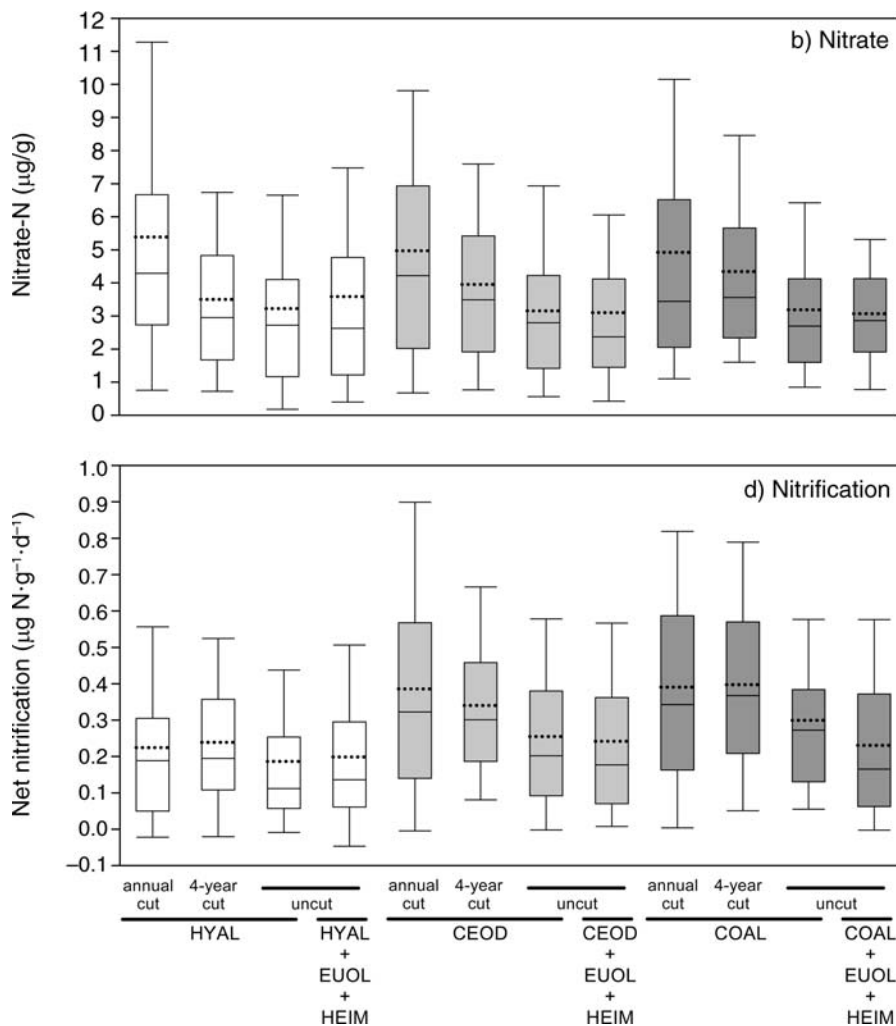 b) Nitrate
Nitrate-N (µg/g)
12
11
10
9
8
7
6
5
4
3
2
1
0
d) Nitrification
Net nitrification (µg N·g⁻¹·d⁻¹)
1.0
0.9
0.8
0.7
0.6
0.5
0.4
0.3
0.2
0.1
0.0
–0.1
annual cut
4-year cut
uncut
annual cut
4-year cut
uncut
annual cut
4-year cut
uncut
HYAL
HYAL
+
EUOL
+
HEIM
CEOD
CEOD
+
EUOL
+
HEIM
COAL
COAL
+
EUOL
+
HEIM